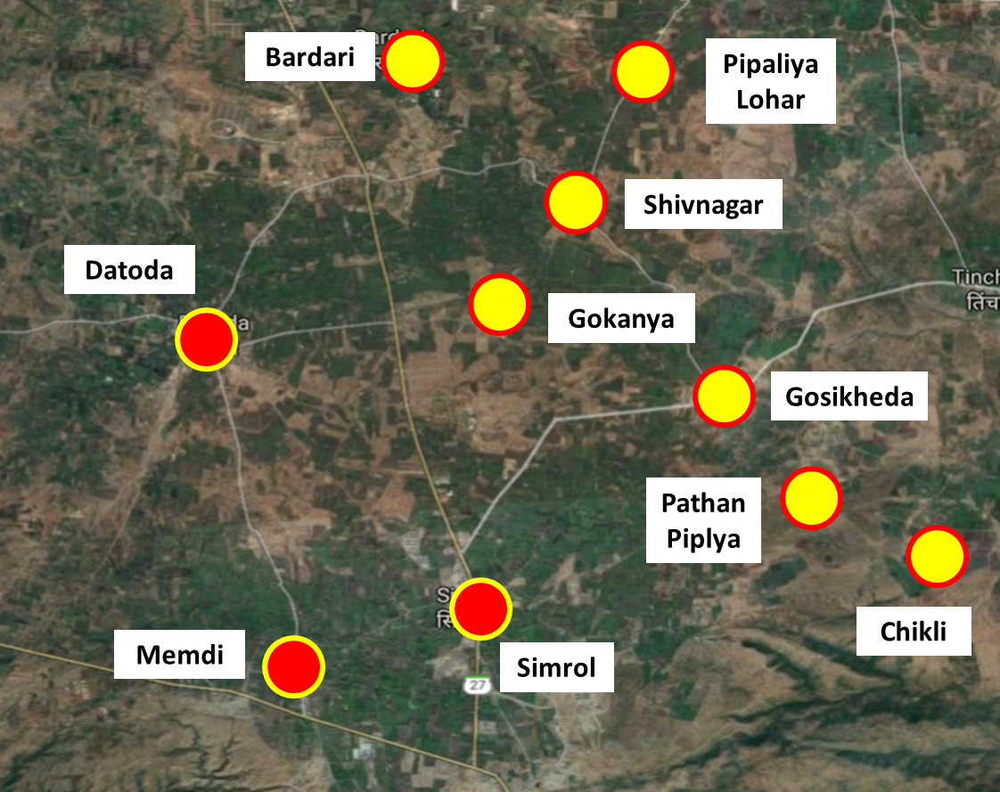 Bardari
Pipaliya
Lohar
Shivnagar
Datoda
Tinch
तिंच
Gokanya
Gosikheda
Pathan
Piplya
Chikli
Memdi
Simrol
27